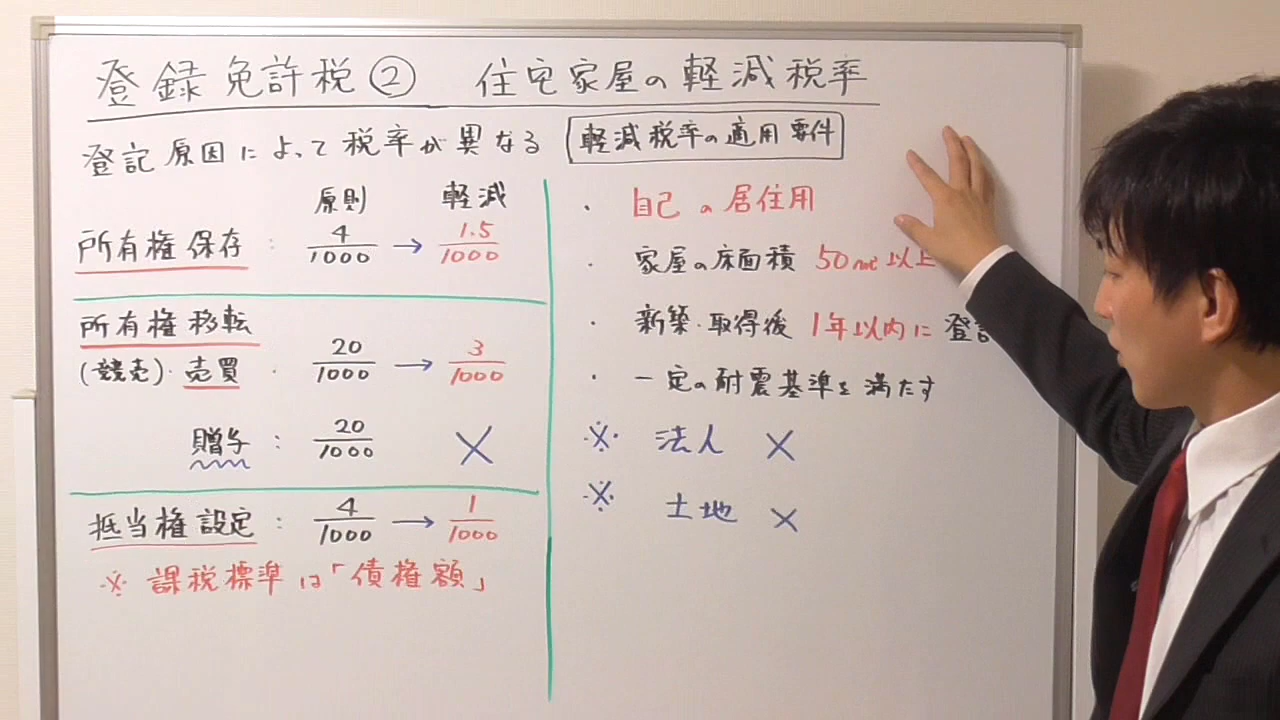 登録免許税② 住宅家屋の軽減税率
登記原因によって税率が異なる
原則 軽減
所有権保存 : 4/1000 → 1.5/1000
所有権移転
(競売)・売買 ・ 20/1000 → 3/1000
贈与 : 20/1000 ×
抵当権設定 : 4/1000 → 1/1000
※ 課税標準は「債権額」
軽減税率の適用要件
・ 自己の居住用
・ 家屋の床面積 50㎡以上
・ 新築・取得後 1年以内に登
・ 一定の耐震基準を満たす
※ 法人 ×
※ 土地 ×